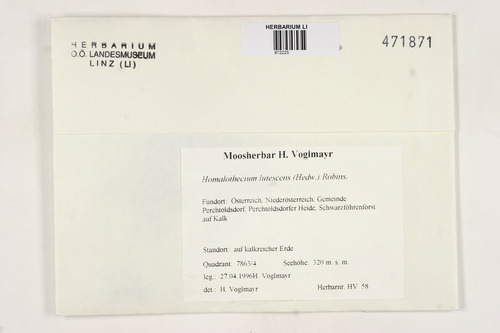 HERBARIUM LI
872225
HERBARIUM
O.Ö. LANDESMUSEUM
LINZ (LI)
471871
Moosherbar H. Voglmayr
Homalothecium lutescens (Hedw.) Robins.
Fundort: Österreich. Niederösterreich. Gemeinde
Perchtoldsdorf. Perchtoldsdorfer Heide. Schwarzföhrenforst
auf Kalk
Standort: auf kalkreicher Erde
Quadrant: 7863/4 Seehöhe: 320 m. s. m.
leg.: 27.04.1996H. Voglmayr
det.: H. Voglmayr Herbarnr. HV 58